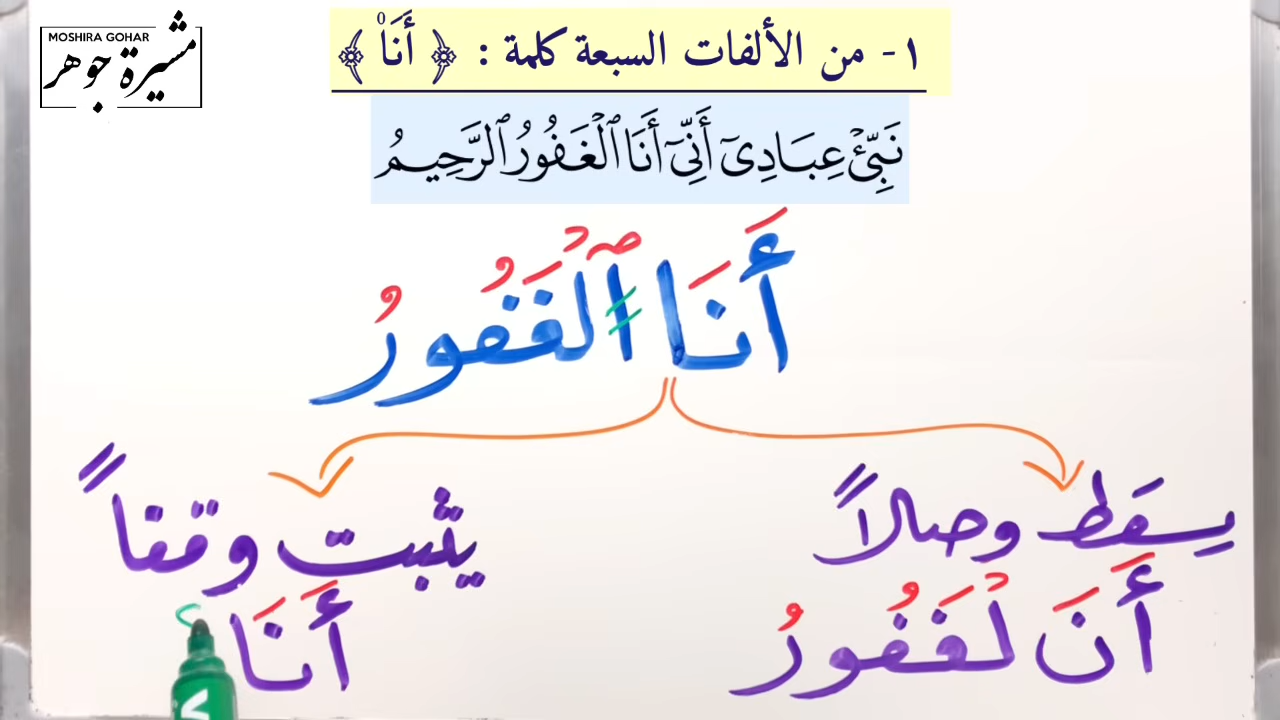 MOSHIRA GOHAR
مشيرة جوهر
١- من الألفات السبعة كلمة : ﴿ أَنَا۠ ﴾
نَبِّئۡ عِبَادِيٓ أَنِّيٓ أَنَا ٱلۡغَفُورُ ٱلرَّحِيمُ
أَنَا ٱلۡغَفُورُ
يسقط وصلاً
يثبت وقفاً
أَنَ لۡغَفُورُ
أَنَا